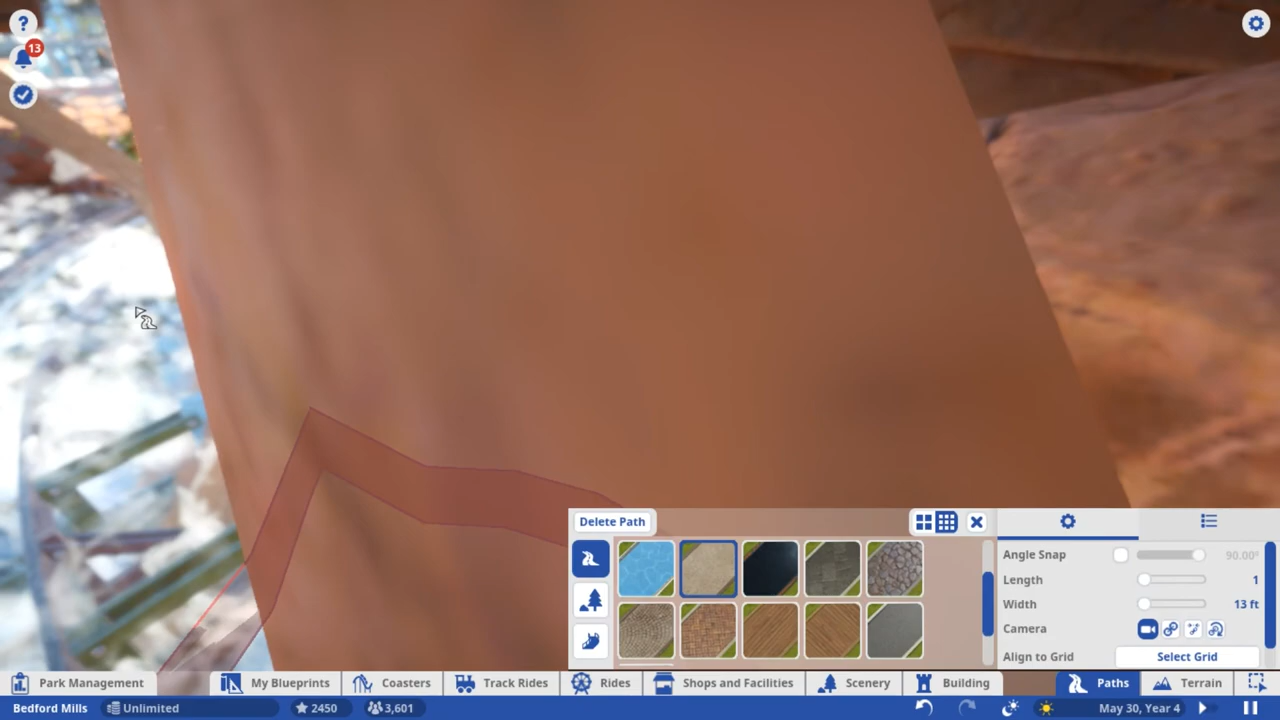 ?
13
Delete Path
Angle Snap 90.00°
Length 1
Width 13 ft
Camera
Align to Grid Select Grid
Park Management My Blueprints Coasters Track Rides Rides Shops and Facilities Scenery Building Paths Terrain
Bedford Mills Unlimited 2450 3,601 May 30, Year 4